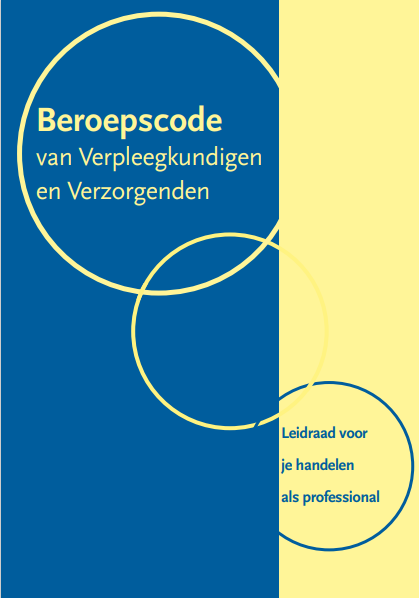 Beroepscode
van Verpleegkundigen
en Verzorgenden
Leidraad voor
je handelen
als professional